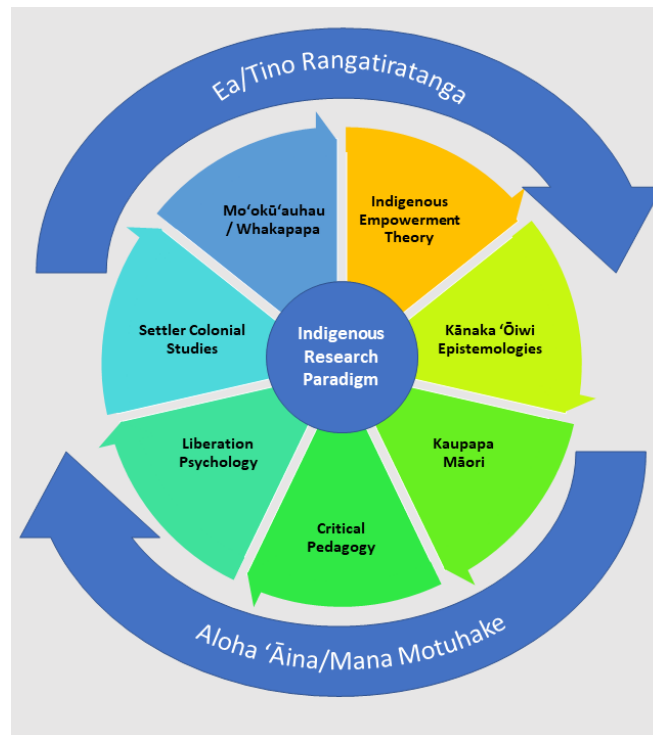 Ea/Tino Rangatiratanga
Moʻokūʻauhau
/ Whakapapa
Indigenous
Empowerment
Theory
Settler Colonial
Studies
Indigenous
Research
Paradigm
Kānaka ʻŌiwi
Epistemologies
Liberation
Psychology
Kaupapa
Māori
Critical
Pedagogy
Aloha ʻĀina/Mana Motuhake